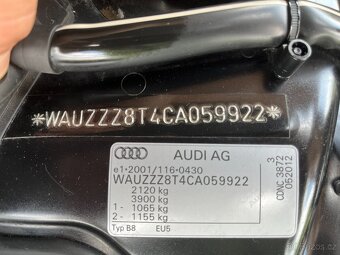 *WAUZZZ8T4CA059922*
AUDI AG
e1*2001/116*0430
WAUZZZ8T4CA059922
2120 kg
3900 kg
1- 1065 kg
2- 1155 kg
Typ B8 EU5
CDNC 3872 3
052012